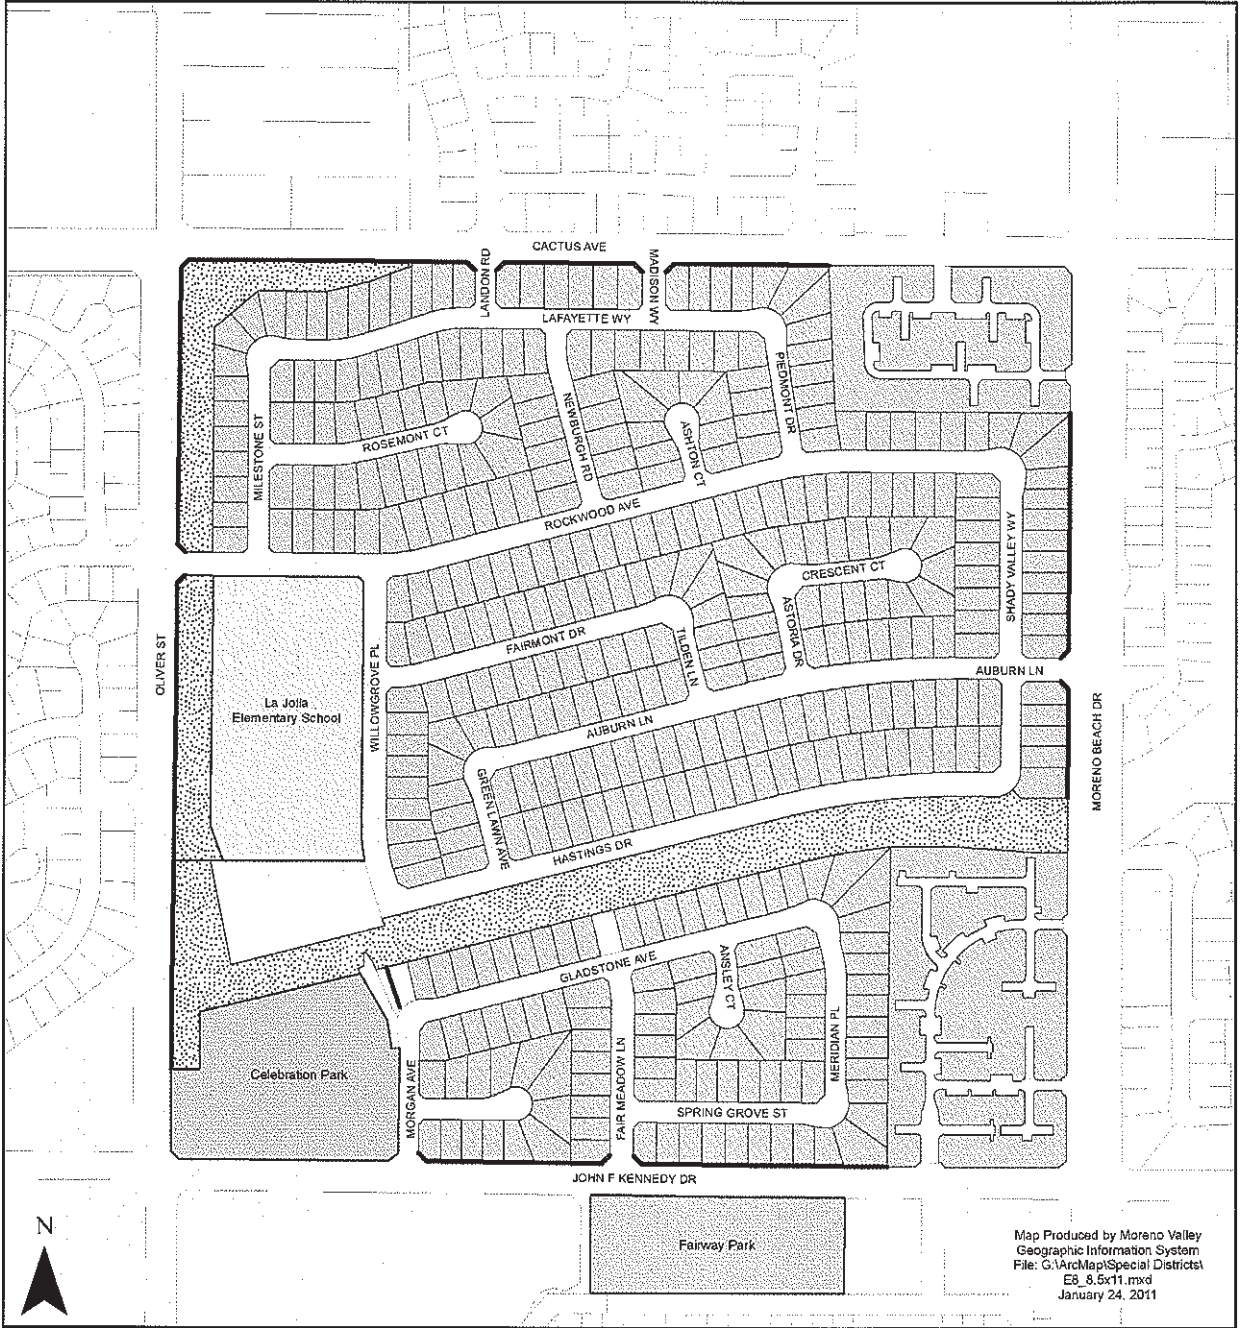 CACTUS AVE
LANDON RD
MADISON WY
LAFAYETTE WY
PIEDMONT DR
NEWBURGH RD
ASHTON CT
ROSEMONT CT
MILESTONE ST
ROCKWOOD AVE
CRESCENT CT
SHADY VALLEY WY
ASTORIA DR
FAIRMONT DR
TILDEN LN
OLIVER ST
WILLOWGROVE PL
La Jolla
Elementary School
AUBURN LN
AUBURN LN
MORENO BEACH DR
GREEN LAWN AVE
HASTINGS DR
GLADSTONE AVE
ANSLEY CT
MERIDIAN PL
Celebration Park
MORGAN AVE
FAIR MEADOW LN
SPRING GROVE ST
JOHN F KENNEDY DR
N
Fairway Park
Map Produced by Moreno Valley
Geographic Information System
File: G:\ArcMap\Special Districts\
E8_8.5x11.mxd
January 24, 2011